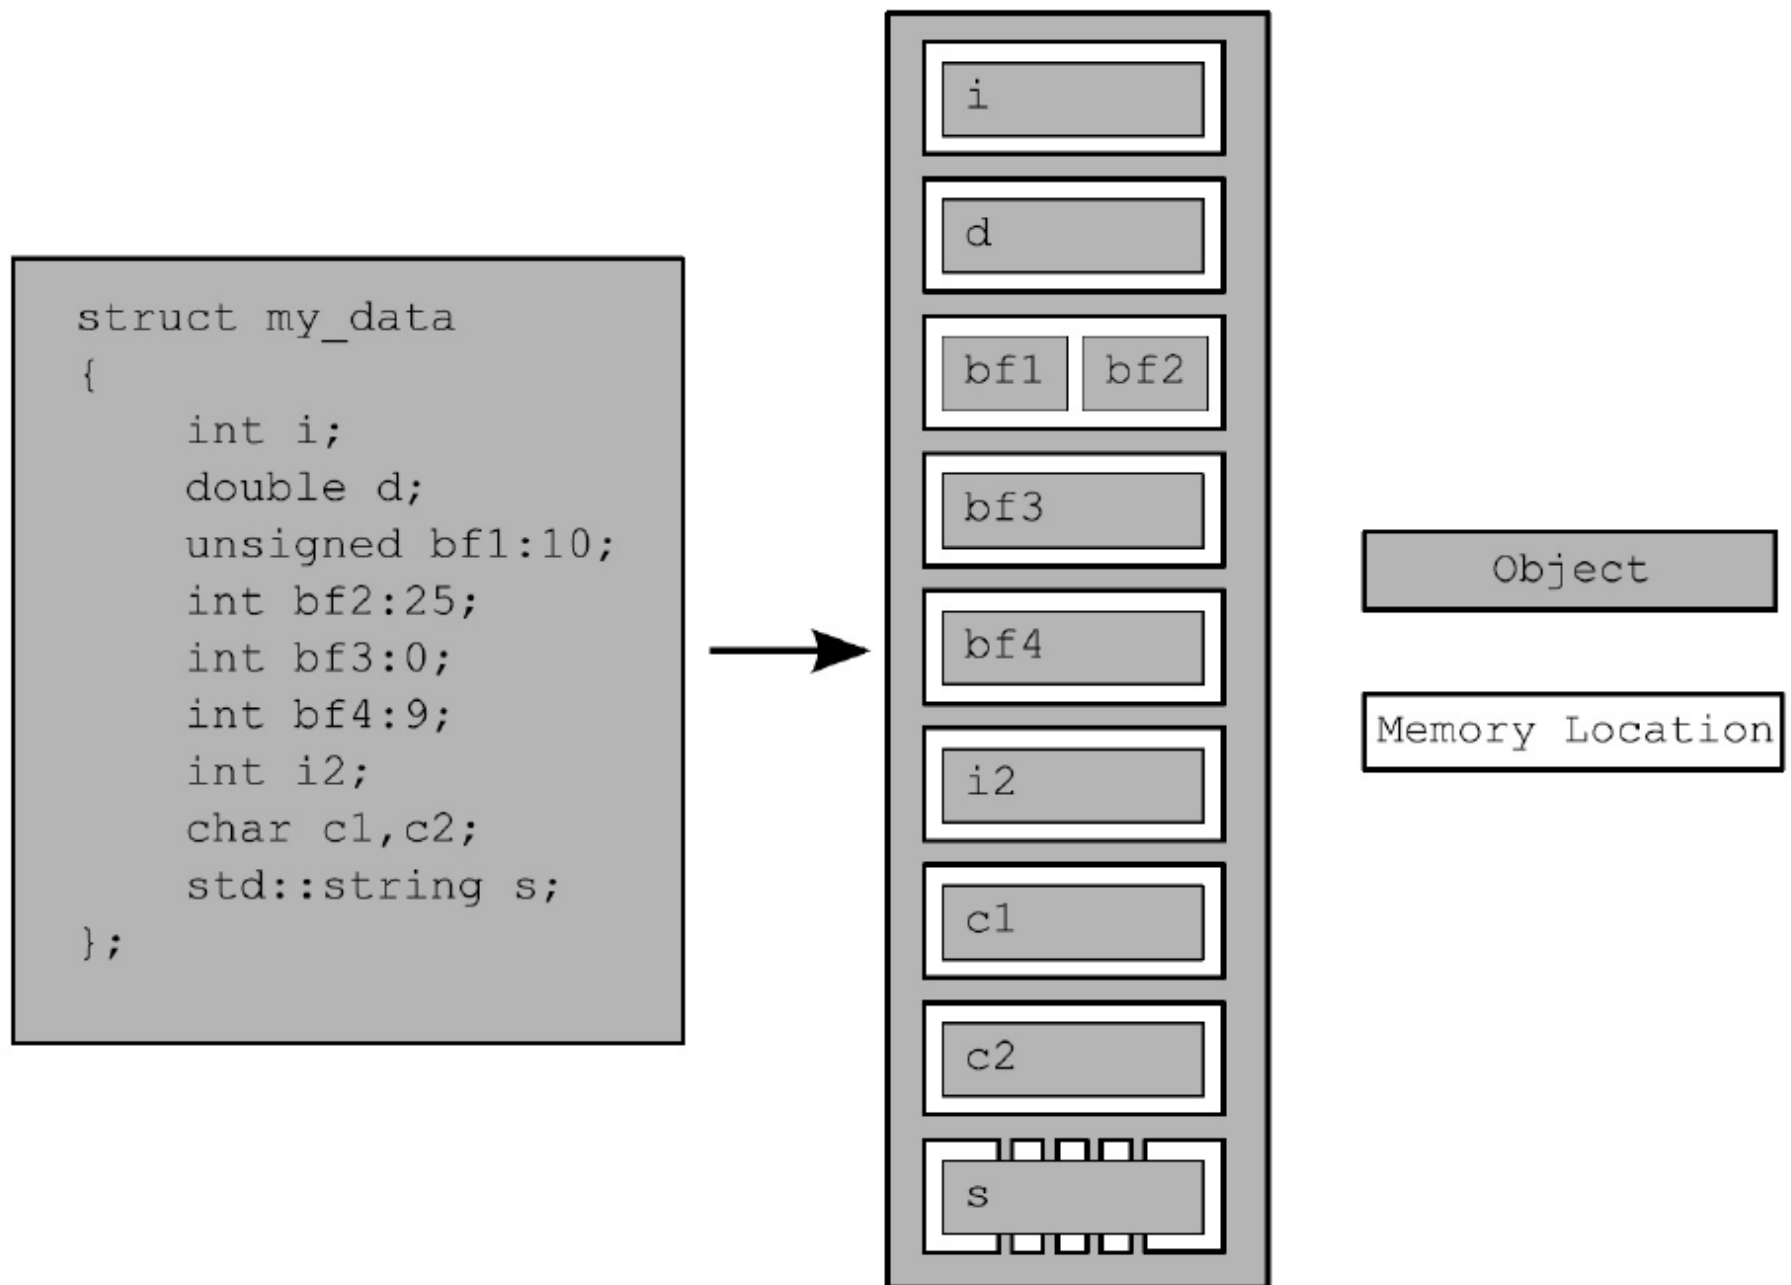 struct my_data
{
int i;
double d;
unsigned bf1:10;
int bf2:25;
int bf3:0;
int bf4:9;
int i2;
char c1,c2;
std::string s;
};
i
d
bf1 bf2
bf3
bf4
i2
c1
c2
s
Object
Memory Location